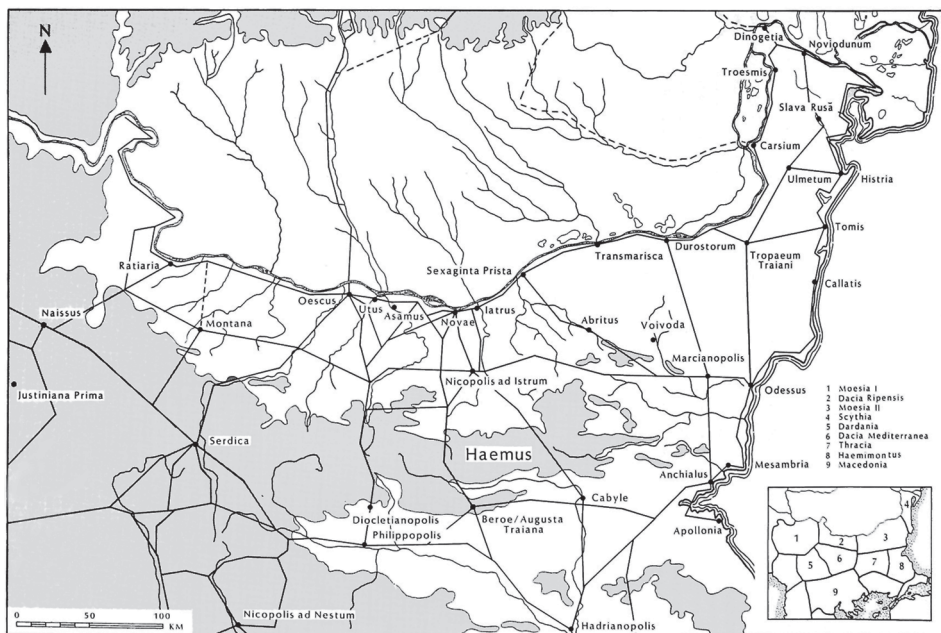 N
Dinogetia
Noviodunum
Troesmis
Slava Rusă
Carsium
Ulmetum
Histria
Tomis
Durostorum
Tropaeum
Traiani
Transmarisca
Ratiaria
Sexaginta Prista
Callatis
Oescus
Utus
Asamus
Novae
Iatrus
Naissus
Montana
Abritus
Voivoda
Marcianopolis
Justiniana Prima
Nicopolis ad Istrum
Odessus
1 Moesia I
2 Dacia Ripensis
3 Moesia II
4 Scythia
5 Dardania
6 Dacia Mediterranea
7 Thracia
8 Haemimontus
9 Macedonia
Serdica
Haemus
Mesambria
Anchialus
Cabyle
Diocletianopolis
Philippopolis
Beroe/Augusta
Traiana
Apollonia
Nicopolis ad Nestum
Hadrianopolis
0 50 100
KM
4
1
2
3
5
6
7
8
9